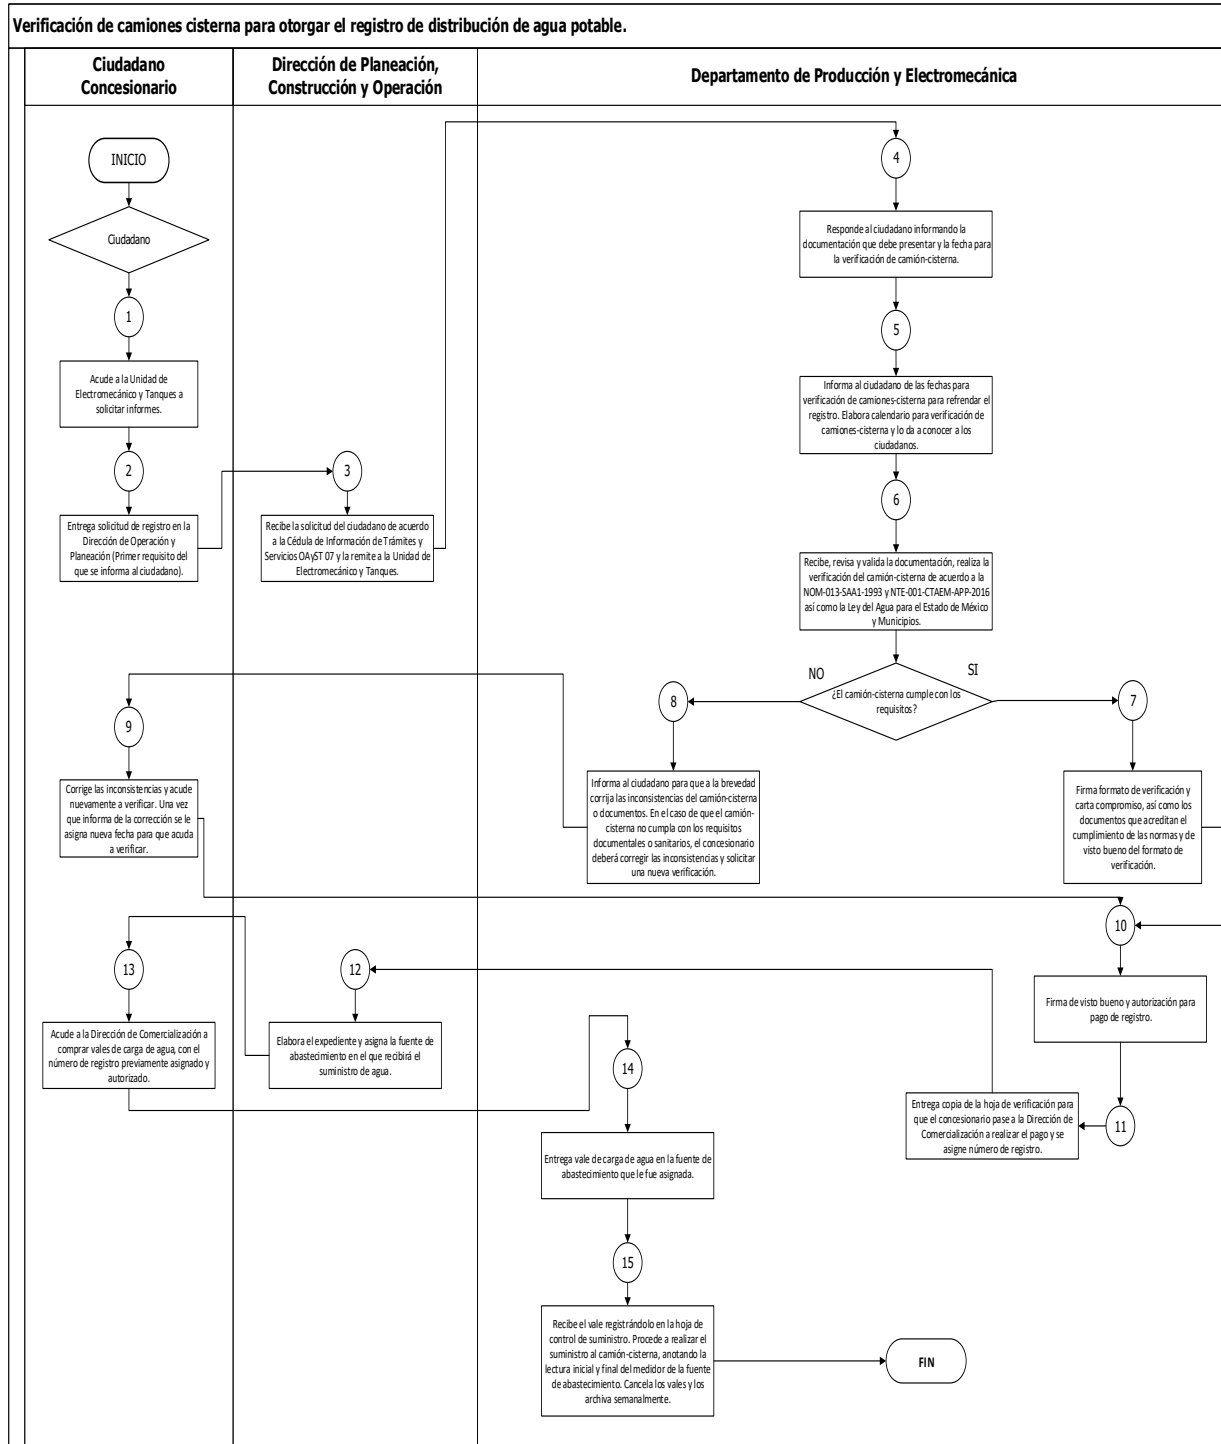 Verificación de camiones cisterna para otorgar el registro de distribución de agua potable.
Ciudadano
Concesionario
Dirección de Planeación,
Construcción y Operación
Departamento de Producción y Electromecánica
INICIO
Ciudadano
1
Acude a la Unidad de
Electromecánico y Tanques a
solicitar informes.
2
Entrega solicitud de registro en la
Dirección de Operación y
Planeación (Primer requisito del
que se informa al ciudadano).
3
Recibe la solicitud del ciudadano de acuerdo
a la Cédula de Información de Trámites y
Servicios OAyST 07 y la remite a la Unidad de
Electromecánico y Tanques.
4
Responde al ciudadano informando la
documentación que debe presentar y la fecha para
la verificación de camión-cisterna.
5
Informa al ciudadano de las fechas para
verificación de camiones-cisterna para refrendar el
registro. Elabora calendario para verificación de
camiones-cisterna y lo da a conocer a los
ciudadanos.
6
Recibe, revisa y valida la documentación, realiza la
verificación del camión-cisterna de acuerdo a la
NOM-013-SAA1-1993 y NTE-001-CTAEM-APP-2016
así como la Ley del Agua para el Estado de México
y Municipios.
¿El camión-cisterna cumple con los
requisitos?
NO
SI
7
Firma formato de verificación y
carta compromiso, así como los
documentos que acreditan el
cumplimiento de las normas y de
visto bueno del formato de
verificación.
8
Informa al ciudadano para que a la brevedad
corrija las inconsistencias del camión-cisterna
o documentos. En el caso de que el camión-
cisterna no cumpla con los requisitos
documentales o sanitarios, el concesionario
deberá corregir las inconsistencias y solicitar
una nueva verificación.
9
Corrige las inconsistencias y acude
nuevamente a verificar. Una vez
que informa de la corrección se le
asigna nueva fecha para que acuda
a verificar.
10
Firma de visto bueno y autorización para
pago de registro.
11
Entrega copia de la hoja de verificación para
que el concesionario pase a la Dirección de
Comercialización a realizar el pago y se
asigne número de registro.
12
Elabora el expediente y asigna la fuente de
abastecimiento en el que recibirá el
suministro de agua.
13
Acude a la Dirección de Comercialización a
comprar vales de carga de agua, con el
número de registro previamente asignado y
autorizado.
14
Entrega vale de carga de agua en la fuente de
abastecimiento que le fue asignada.
15
Recibe el vale registrándolo en la hoja de
control de suministro. Procede a realizar el
suministro al camión-cisterna, anotando la
lectura inicial y final del medidor de la fuente
de abastecimiento. Cancela los vales y los
archiva semanalmente.
FIN